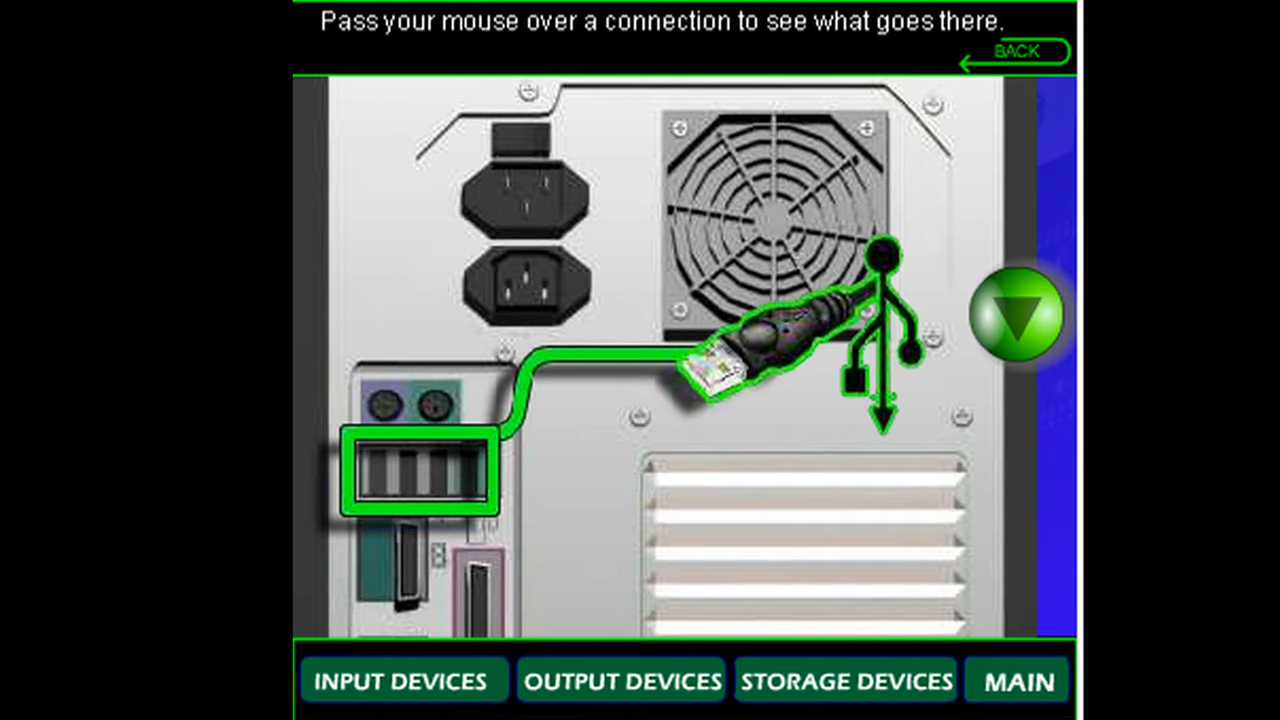 Pass your mouse over a connection to see what goes there.
BACK
INPUT DEVICES
OUTPUT DEVICES
STORAGE DEVICES
MAIN